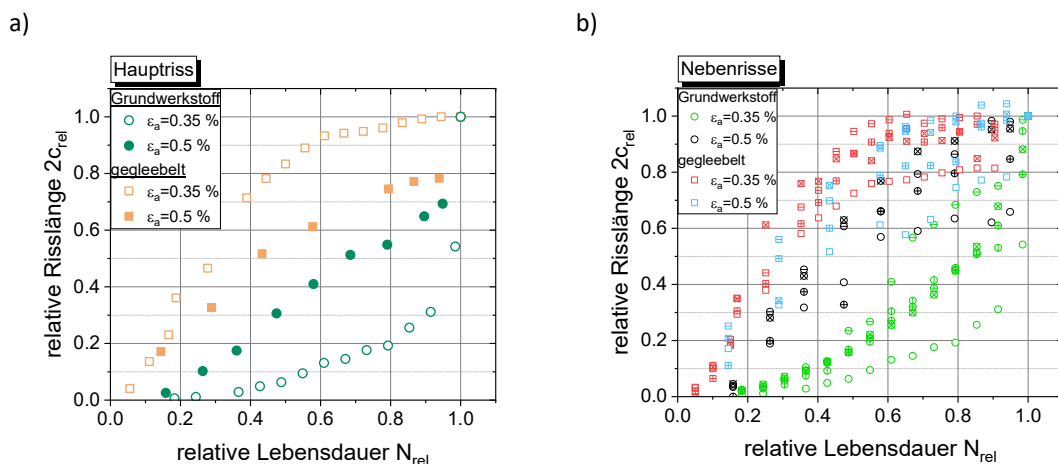 a)
Hauptriss
Grundwerkstoff
εa=0.35 %
εa=0.5 %
gegleebelt
εa=0.35 %
εa=0.5 %
1.0
0.8
0.6
0.4
0.2
0.0
0.0 0.2 0.4 0.6 0.8 1.0
relative Risslänge 2crel
relative Lebensdauer Nrel
b)
Nebenrisse
Grundwerkstoff
εa=0.35 %
εa=0.5 %
gegleebelt
εa=0.35 %
εa=0.5 %
1.0
0.8
0.6
0.4
0.2
0.0
0.0 0.2 0.4 0.6 0.8 1.0
relative Risslänge 2crel
relative Lebensdauer Nrel